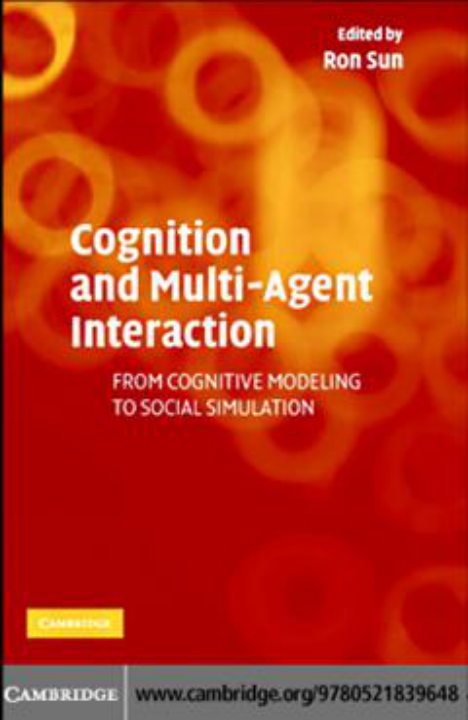 Edited by
Ron Sun
Cognition
and Multi-Agent
Interaction
FROM COGNITIVE MODELING
TO SOCIAL SIMULATION
CAMBRIDGE
CAMBRIDGE www.cambridge.org/9780521839648